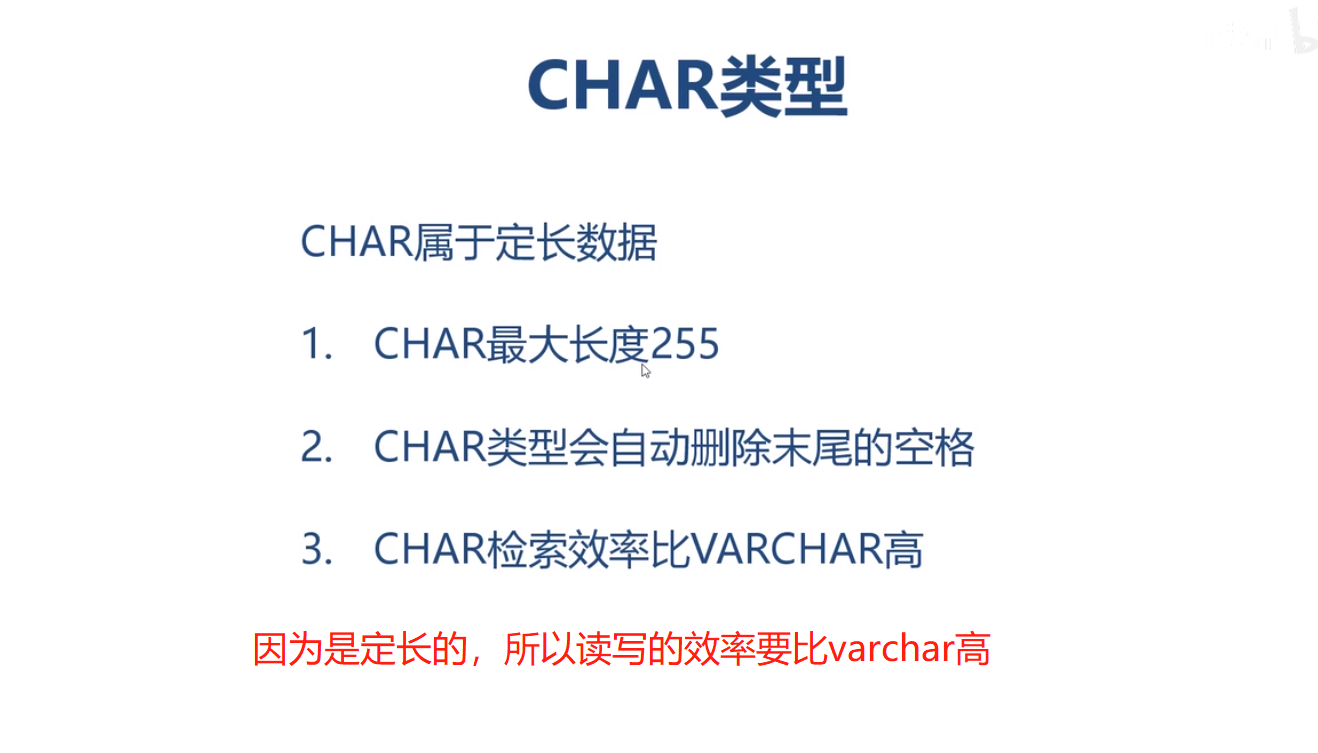 CHAR类型
CHAR属于定长数据
1. CHAR最大长度255
2. CHAR类型会自动删除末尾的空格
3. CHAR检索效率比VARCHAR高
因为是定长的，所以读写的效率要比varchar高